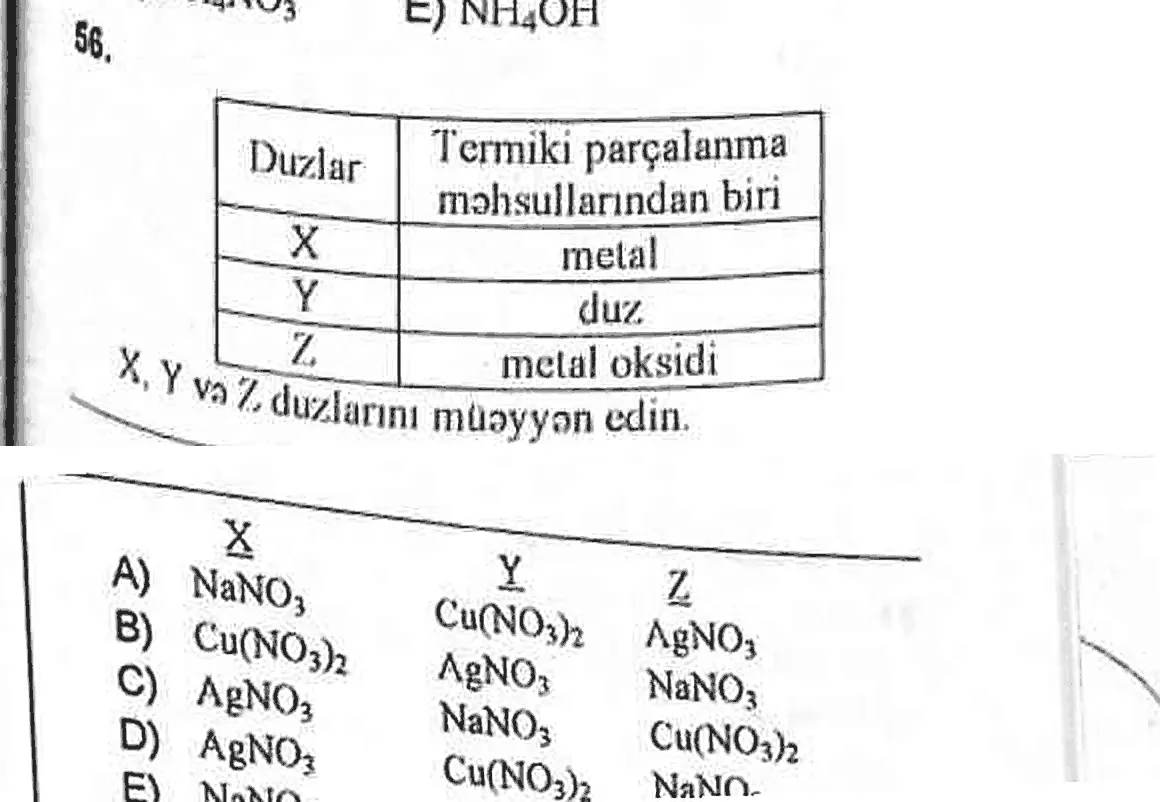 E) NH₄OH
56.
Duzlar
Termiki parçalanma
məhsullarından biri
X metal
Y duz
Z metal oksidi
X, Y və Z duzlarını müəyyən edin.
X Y Z
A) NaNO₃ Cu(NO₃)₂ AgNO₃
B) Cu(NO₃)₂ AgNO₃ NaNO₃
C) AgNO₃ NaNO₃ Cu(NO₃)₂
D) AgNO₃ Cu(NO₃)₂ NaNO₃
E)